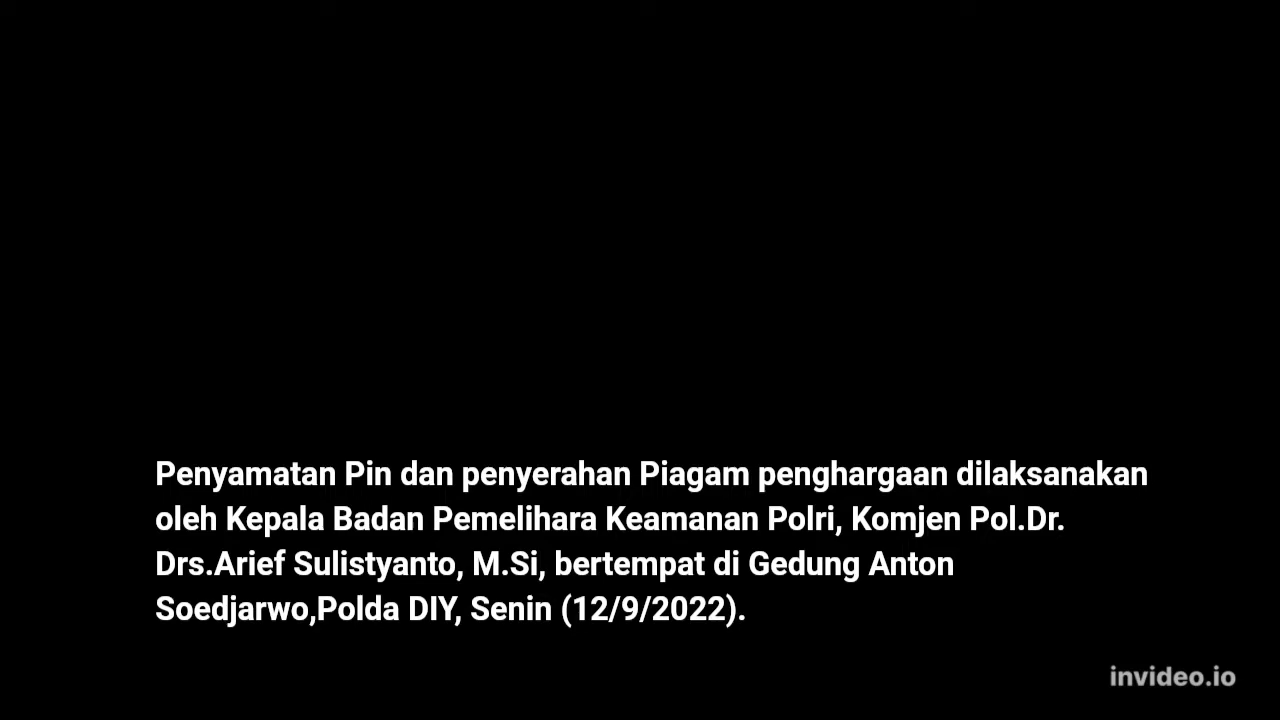 Penyamatan Pin dan penyerahan Piagam penghargaan dilaksanakan
oleh Kepala Badan Pemelihara Keamanan Polri, Komjen Pol.Dr.
Drs.Arief Sulistyanto, M.Si, bertempat di Gedung Anton
Soedjarwo,Polda DIY, Senin (12/9/2022).
invideo.io